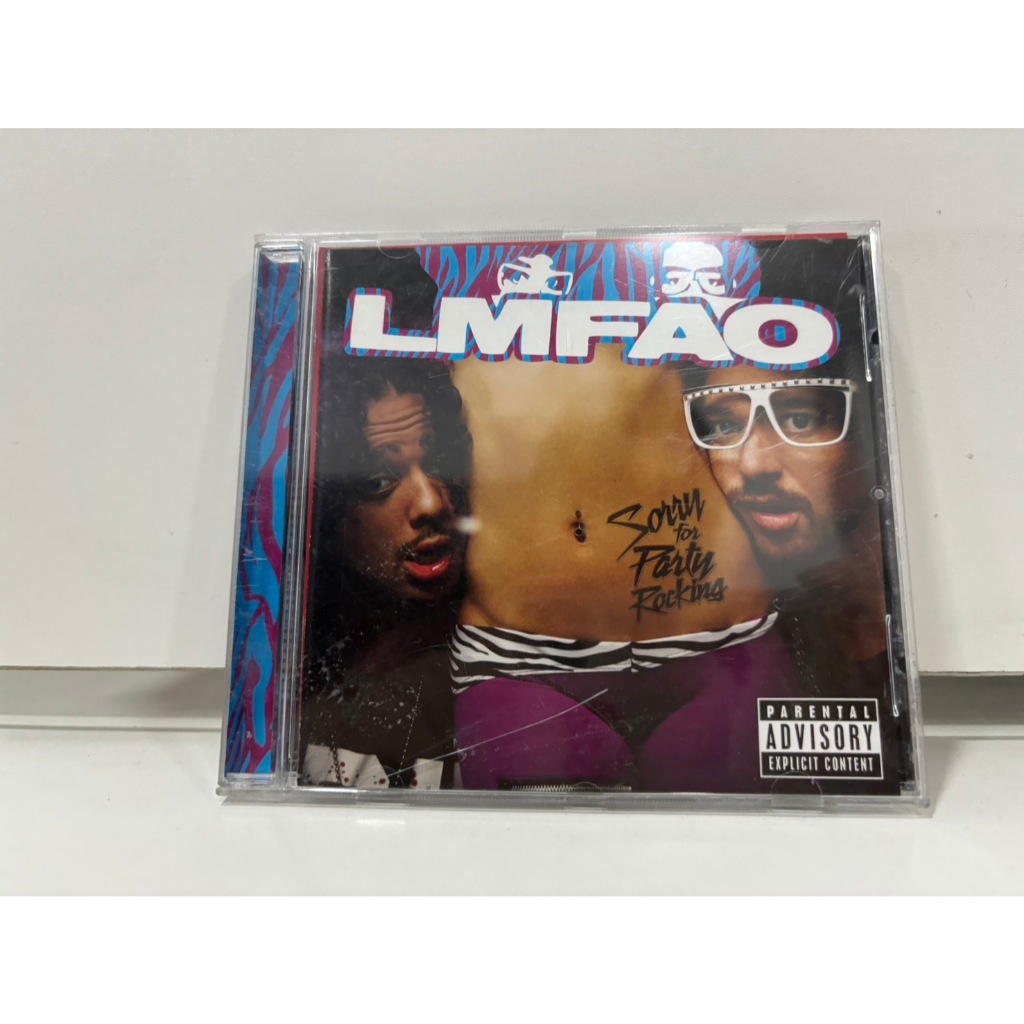 LMFAO
Sorry
for
Party
Rocking
PARENTAL
ADVISORY
EXPLICIT CONTENT